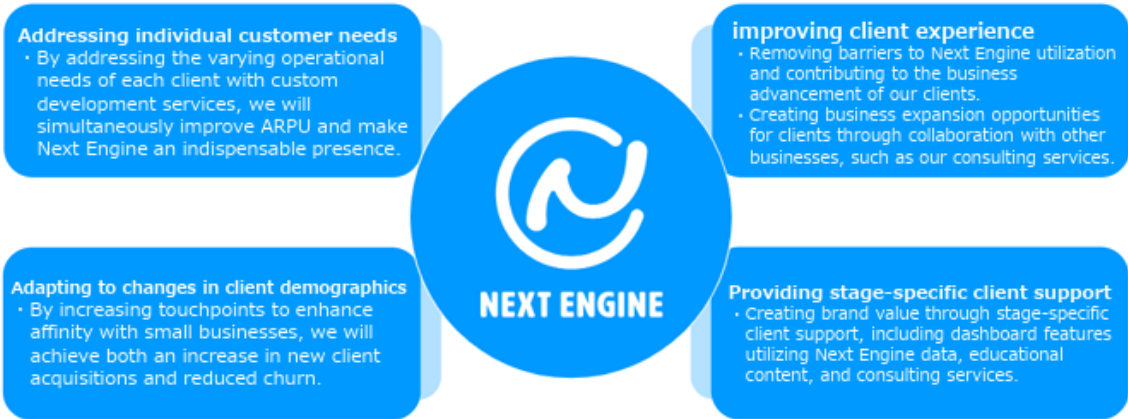 Addressing individual customer needs
・By addressing the varying operational
needs of each client with custom
development services, we will
simultaneously improve ARPU and make
Next Engine an indispensable presence.
improving client experience
・Removing barriers to Next Engine utilization
and contributing to the business
advancement of our clients.
・Creating business expansion opportunities
for clients through collaboration with other
businesses, such as our consulting services.
NEXT ENGINE
Adapting to changes in client demographics
・By increasing touchpoints to enhance
affinity with small businesses, we will
achieve both an increase in new client
acquisitions and reduced churn.
Providing stage-specific client support
・Creating brand value through stage-specific
client support, including dashboard features
utilizing Next Engine data, educational
content, and consulting services.